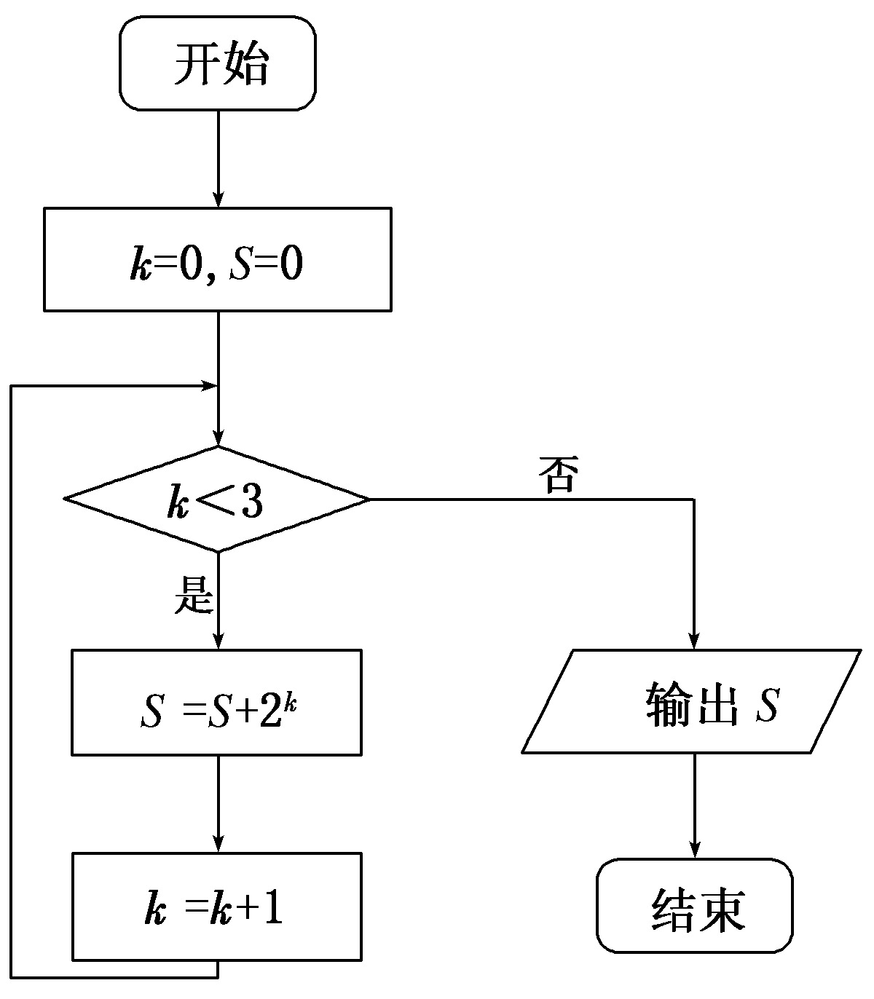 开始
k=0, S=0
k<3
否
是
S =S+2^k
输出 S
k =k+1
结束